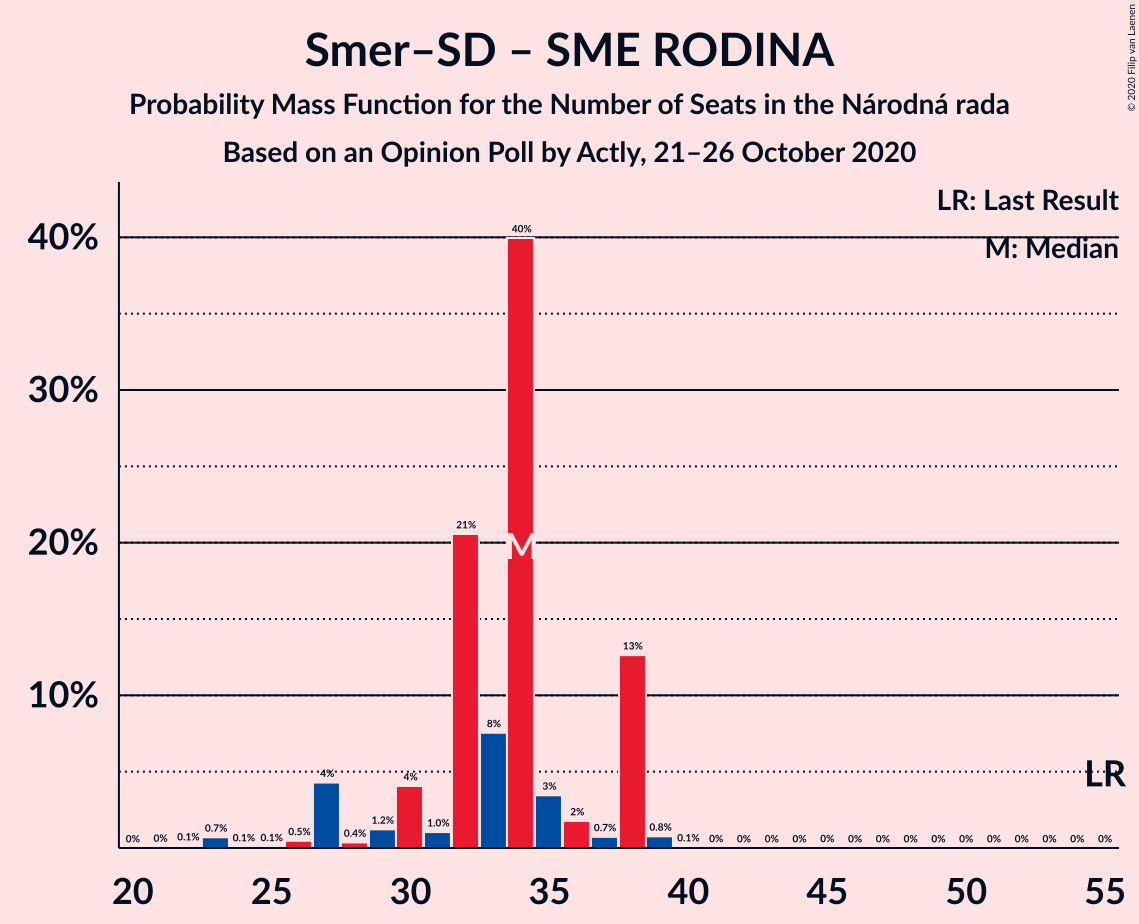 Smer–SD – SME RODINA
Probability Mass Function for the Number of Seats in the Národná rada
Based on an Opinion Poll by Actly, 21–26 October 2020
© 2020 Filip van Laenen
LR: Last Result
M: Median
40%
30%
20%
10%
0% 0% 0.1% 0.7% 0.1% 0.1% 0.5% 4% 0.4% 1.2% 4% 1.0% 21% 8% 40% 3% 2% 0.7% 13% 0.8% 0.1% 0% 0% 0% 0% 0% 0% 0% 0% 0% 0% 0% 0% 0% 0% 0%
M
LR
20 25 30 35 40 45 50 55